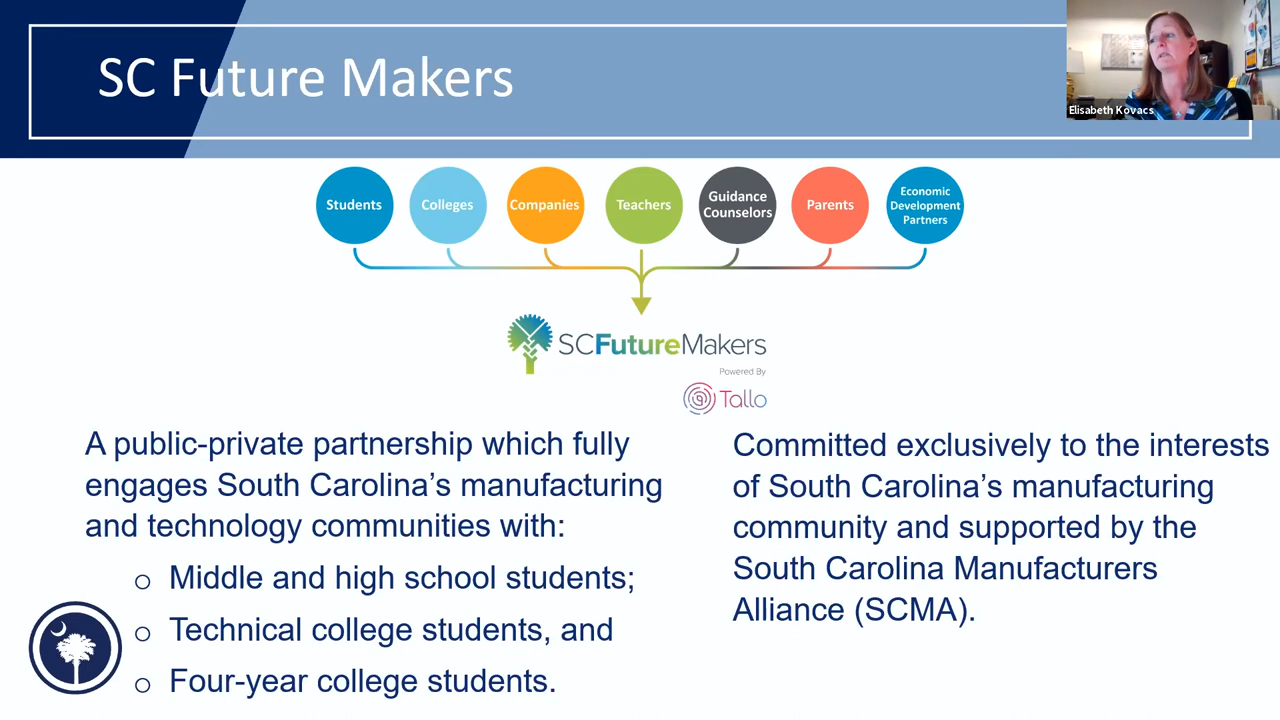 SC Future Makers
Elisabeth Kovacs
Students
Colleges
Companies
Teachers
Guidance
Counselors
Parents
Economic
Development
Partners
SCFutureMakers
Powered By
Tallo
A public-private partnership which fully
engages South Carolina’s manufacturing
and technology communities with:
o Middle and high school students;
o Technical college students, and
o Four-year college students.
Committed exclusively to the interests
of South Carolina’s manufacturing
community and supported by the
South Carolina Manufacturers
Alliance (SCMA).